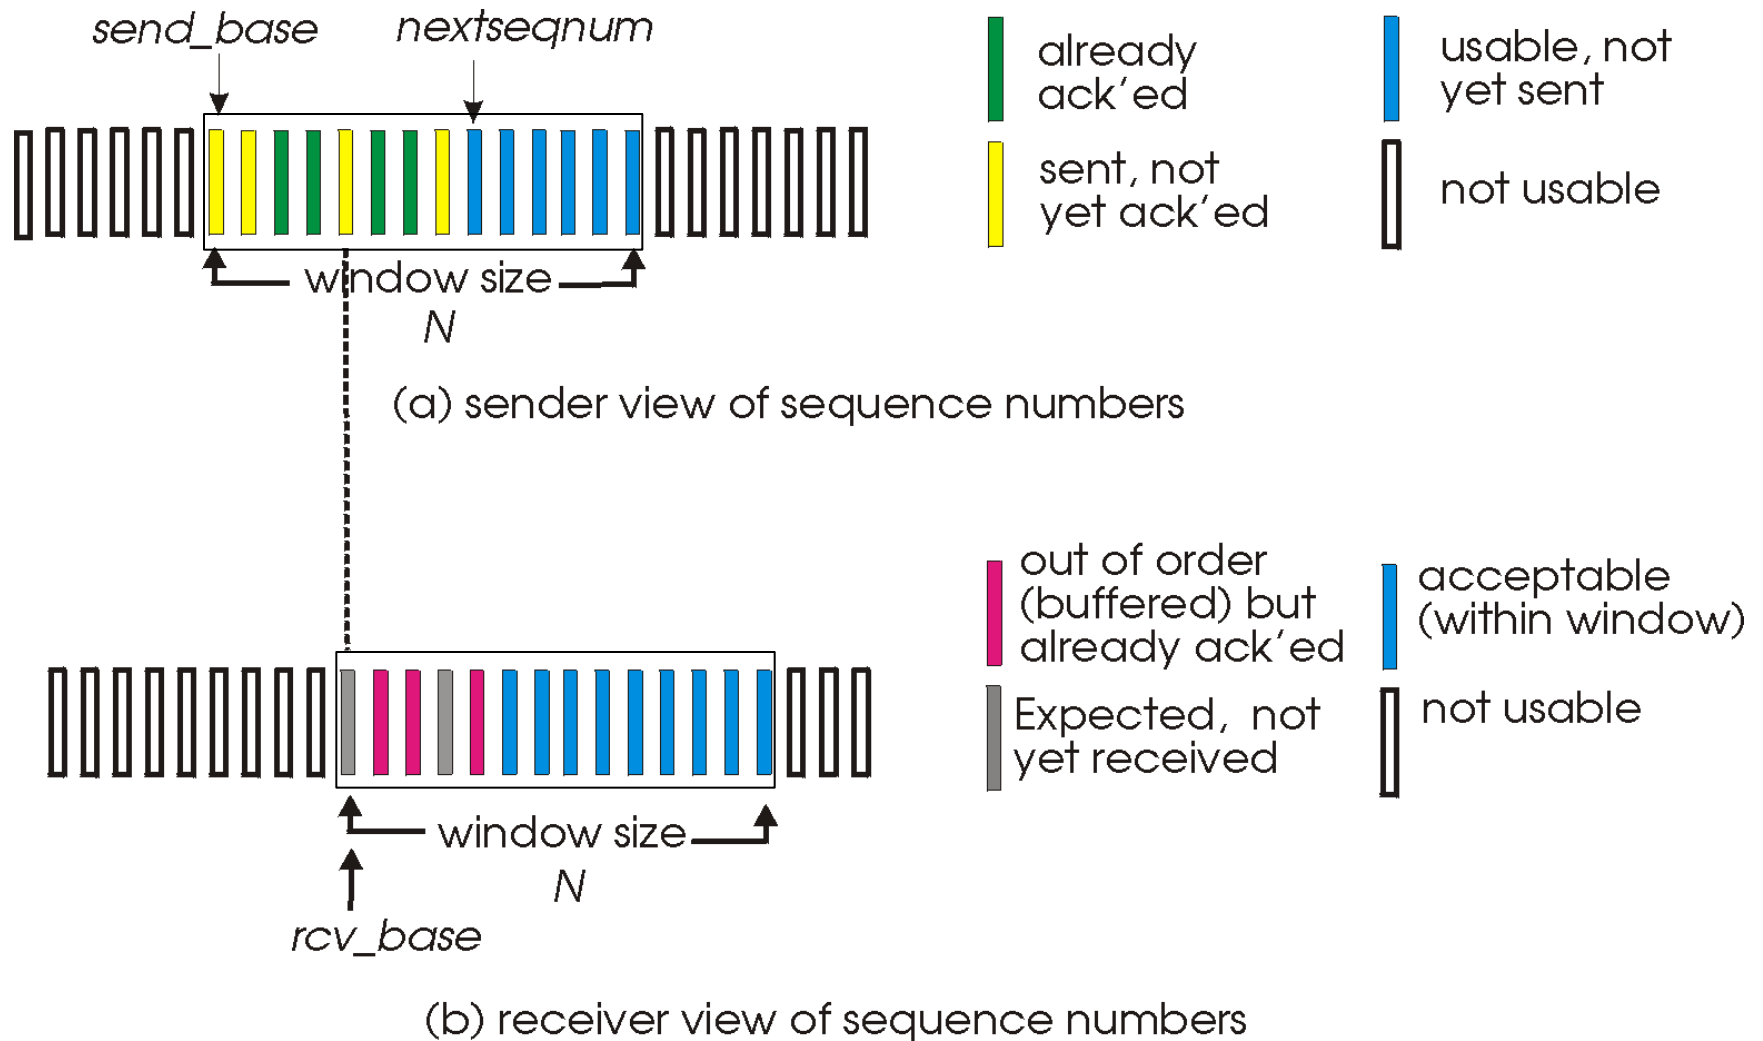 send_base
nextseqnum
already
ack'ed
usable, not
yet sent
sent, not
yet ack'ed
not usable
window size
N
(a) sender view of sequence numbers
out of order
(buffered) but
already ack'ed
acceptable
(within window)
Expected, not
yet received
not usable
window size
N
rcv_base
(b) receiver view of sequence numbers